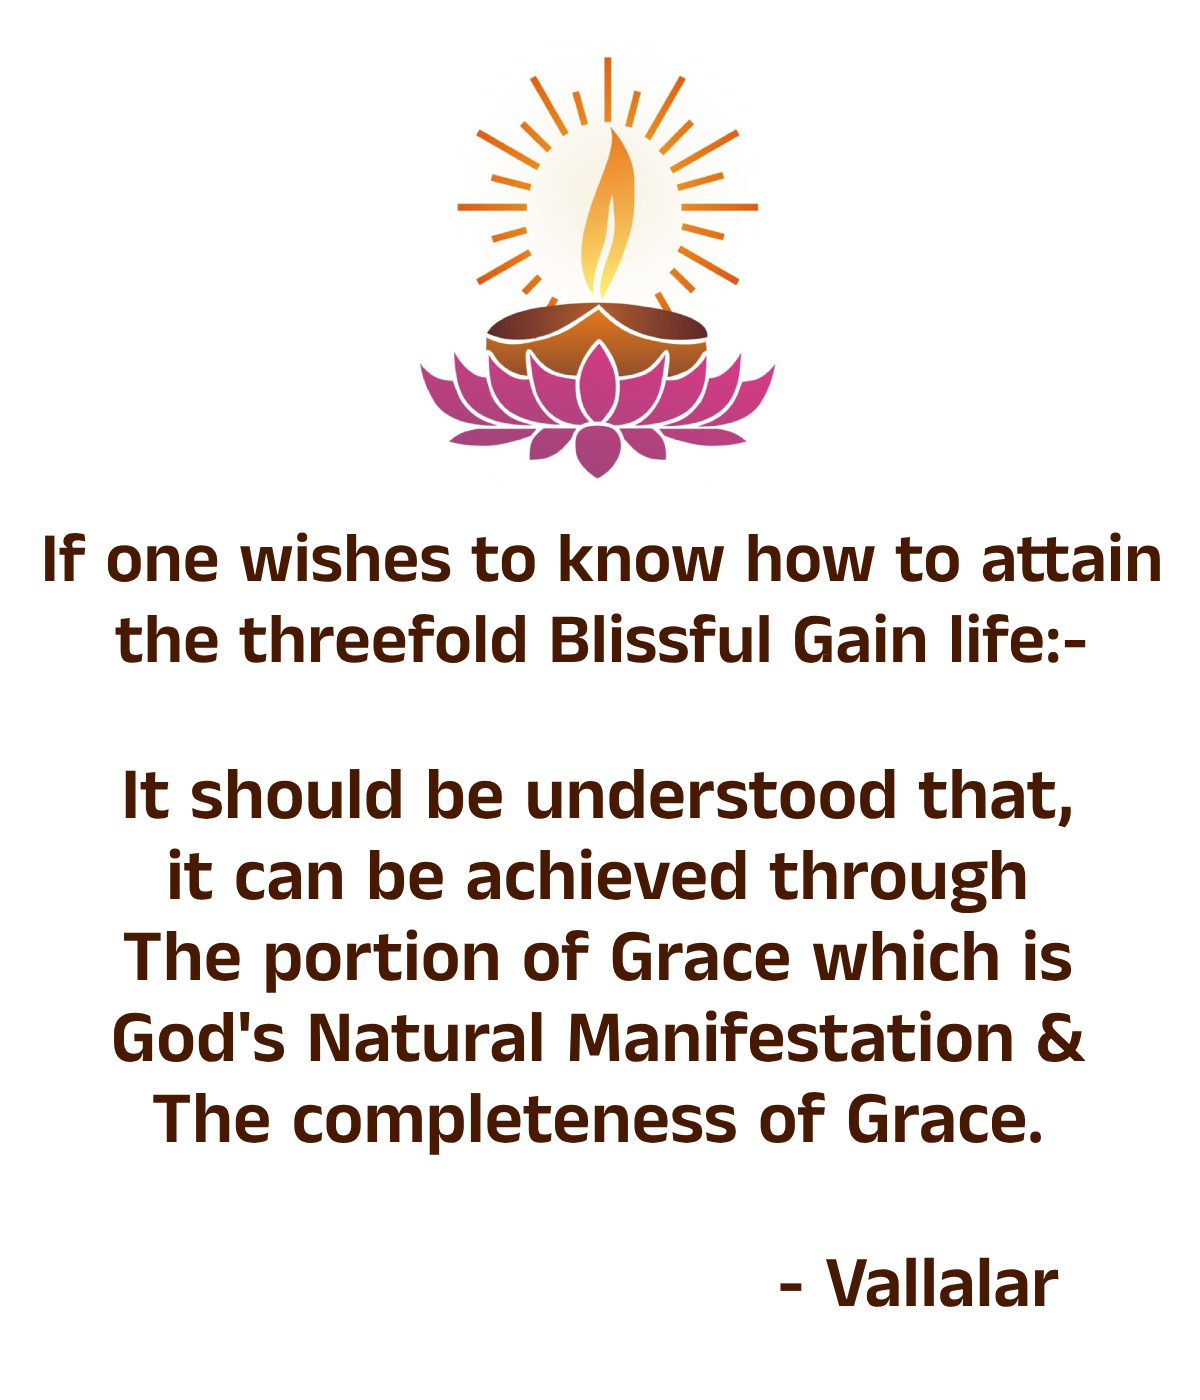 If one wishes to know how to attain
the threefold Blissful Gain life:-
It should be understood that,
it can be achieved through
The portion of Grace which is
God's Natural Manifestation &
The completeness of Grace.
- Vallalar